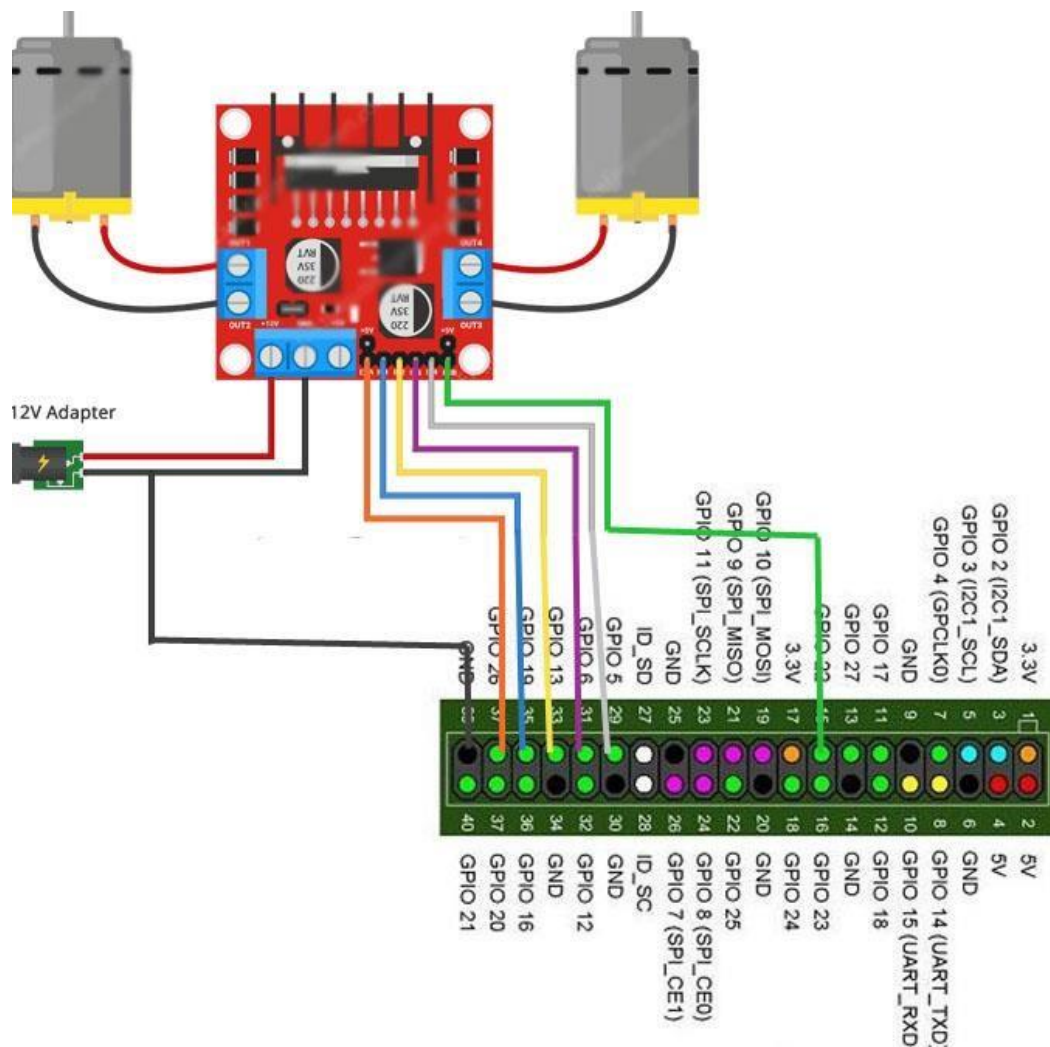 OUT1
OUT4
RVT
35V
220
RVT
35V
220
OUT2
OUT3
+12V
+5V
+5V
12V Adapter
GPIO 26
GPIO 19
GPIO 13
GPIO 6
GPIO 5
ID_SD
GND
GPIO 11 (SPI_SCLK)
GPIO 9 (SPI_MISO)
GPIO 10 (SPI_MOSI)
3.3V
GPIO 22
GPIO 27
GPIO 17
GND
GPIO 4 (GPCLK0)
GPIO 3 (I2C1_SCL)
GPIO 2 (I2C1_SDA)
3.3V
GND
37
35
33
31
29
27
25
23
21
19
17
15
13
11
9
7
5
3
1
40
37
36
34
32
30
28
26
24
22
20
18
16
14
12
10
8
6
4
2
GPIO 21
GPIO 20
GPIO 16
GND
GPIO 12
GND
ID_SC
GPIO 7 (SPI_CE1)
GPIO 8 (SPI_CE0)
GPIO 25
GND
GPIO 24
GPIO 23
GND
GPIO 18
GPIO 15 (UART_RXD
GPIO 14 (UART_TXD)
GND
5V
5V